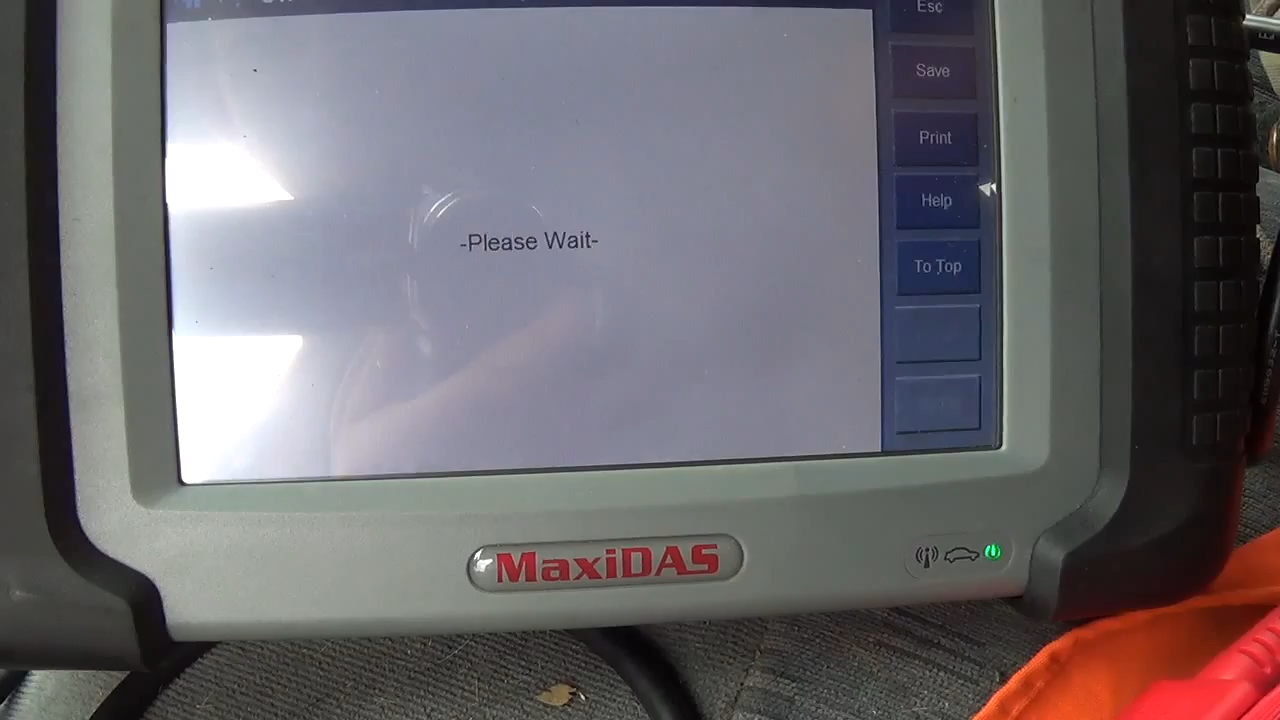 Esc
Save
Print
Help
To Top
-Please Wait-
MaxiDAS